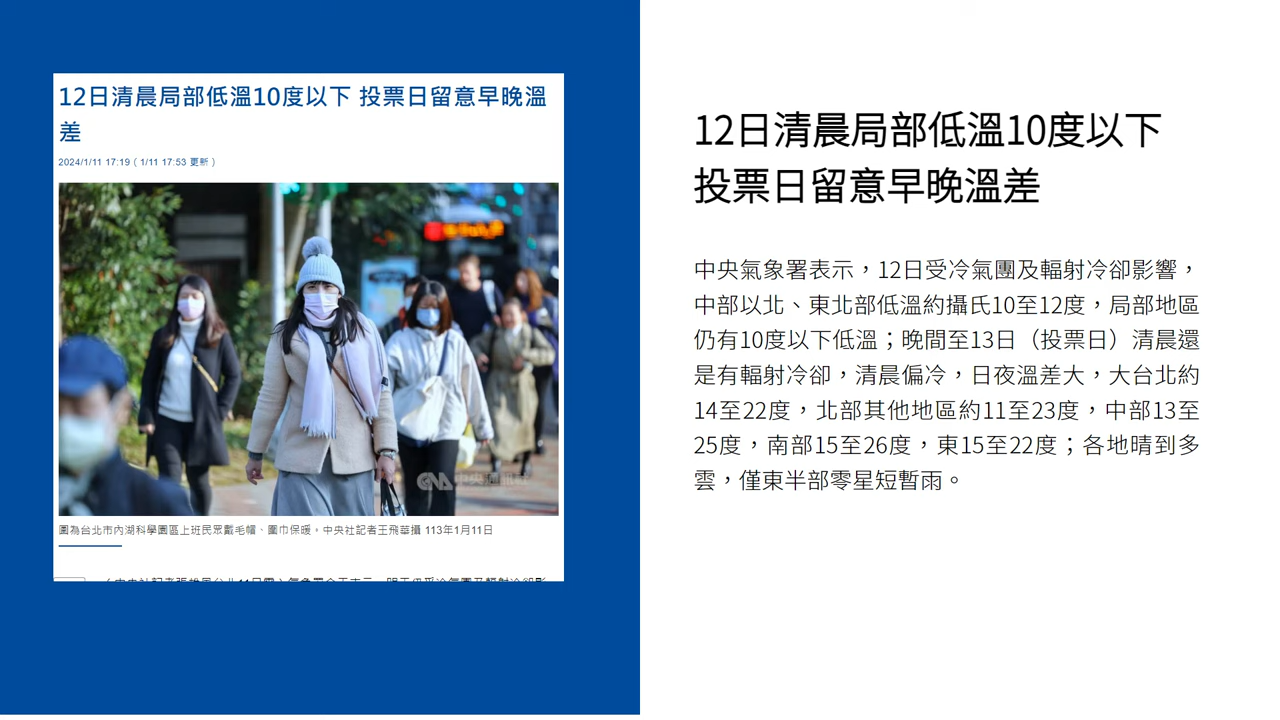 12日清晨局部低溫10度以下 投票日留意早晚溫
差
2024/1/11 17:19（1/11 17:53 更新）
CNA 中央通訊社
圖為台北市內湖科學園區上班民眾戴毛帽、圍巾保暖。中央社記者王飛華攝 113年1月11日
12日清晨局部低溫10度以下
投票日留意早晚溫差
中央氣象署表示，12日受冷氣團及輻射冷卻影響，
中部以北、東北部低溫約攝氏10至12度，局部地區
仍有10度以下低溫；晚間至13日（投票日）清晨還
是有輻射冷卻，清晨偏冷，日夜溫差大，大台北約
14至22度，北部其他地區約11至23度，中部13至
25度，南部15至26度，東15至22度；各地晴到多
雲，僅東半部零星短暫雨。